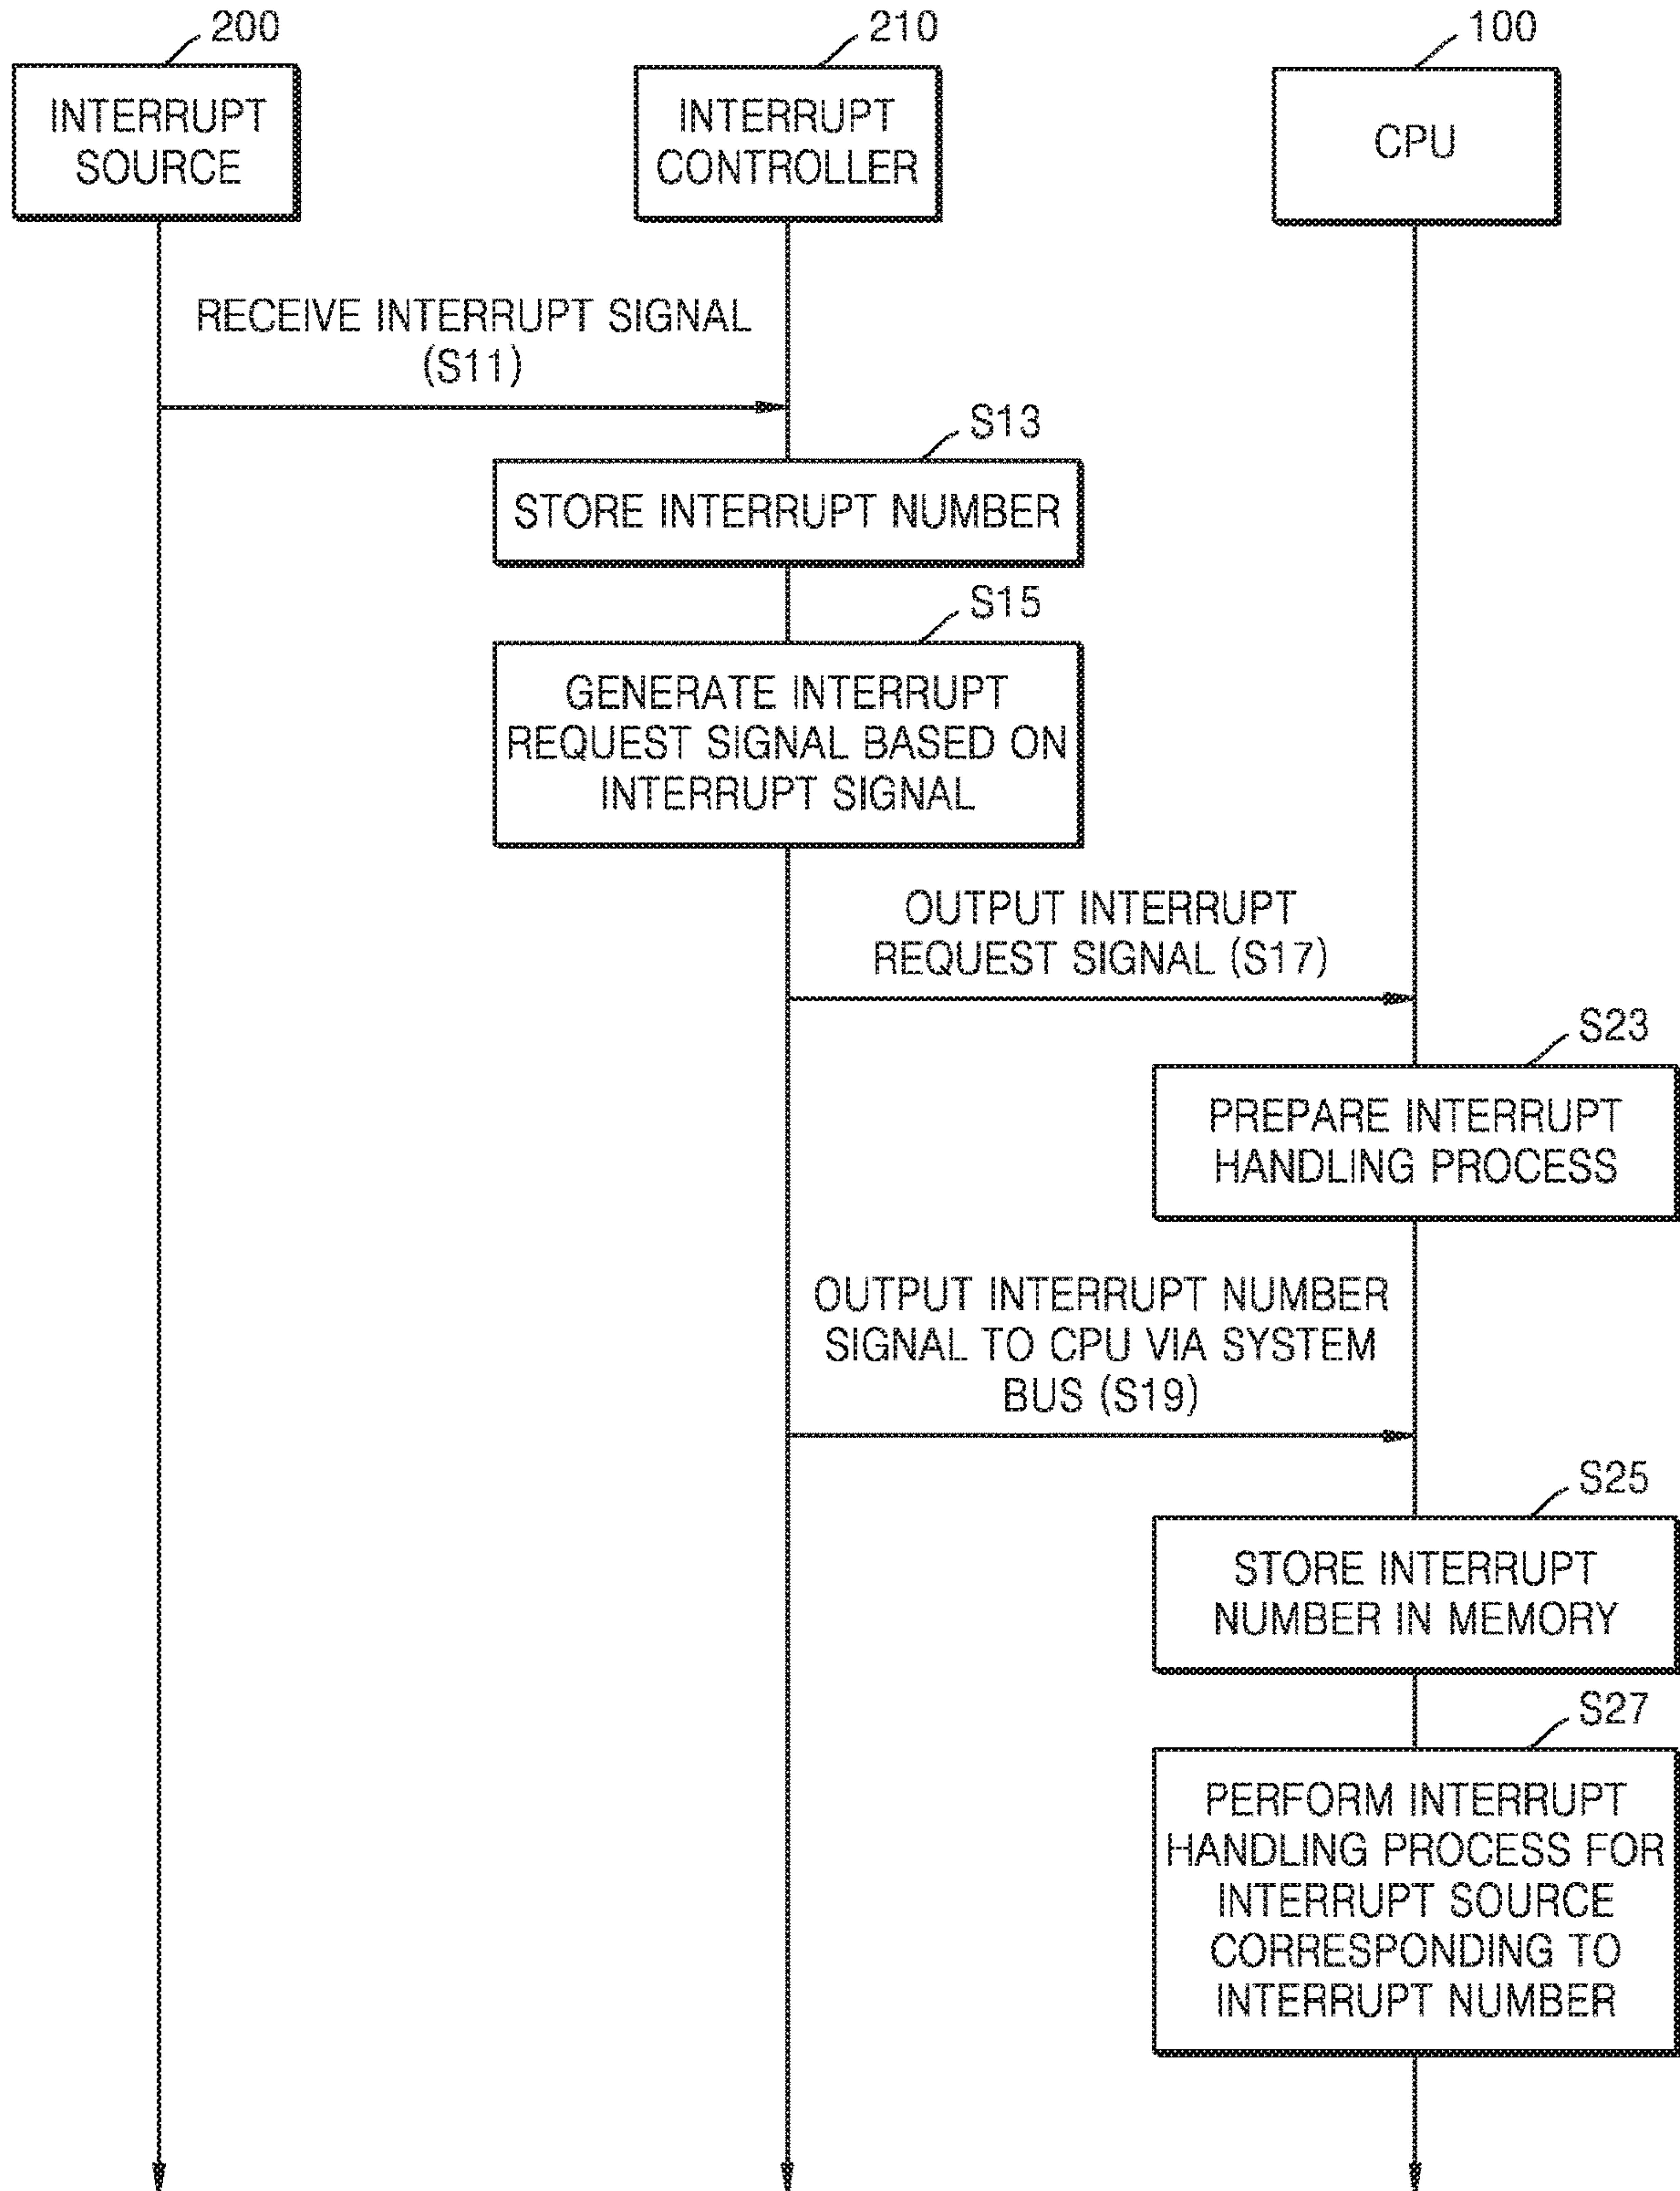 200
210
100
INTERRUPT
SOURCE
INTERRUPT
CONTROLLER
CPU
RECEIVE INTERRUPT SIGNAL
(S11)
S13
STORE INTERRUPT NUMBER
S15
GENERATE INTERRUPT
REQUEST SIGNAL BASED ON
INTERRUPT SIGNAL
OUTPUT INTERRUPT
REQUEST SIGNAL (S17)
S23
PREPARE INTERRUPT
HANDLING PROCESS
OUTPUT INTERRUPT NUMBER
SIGNAL TO CPU VIA SYSTEM
BUS (S19)
S25
STORE INTERRUPT
NUMBER IN MEMORY
S27
PERFORM INTERRUPT
HANDLING PROCESS FOR
INTERRUPT SOURCE
CORRESPONDING TO
INTERRUPT NUMBER